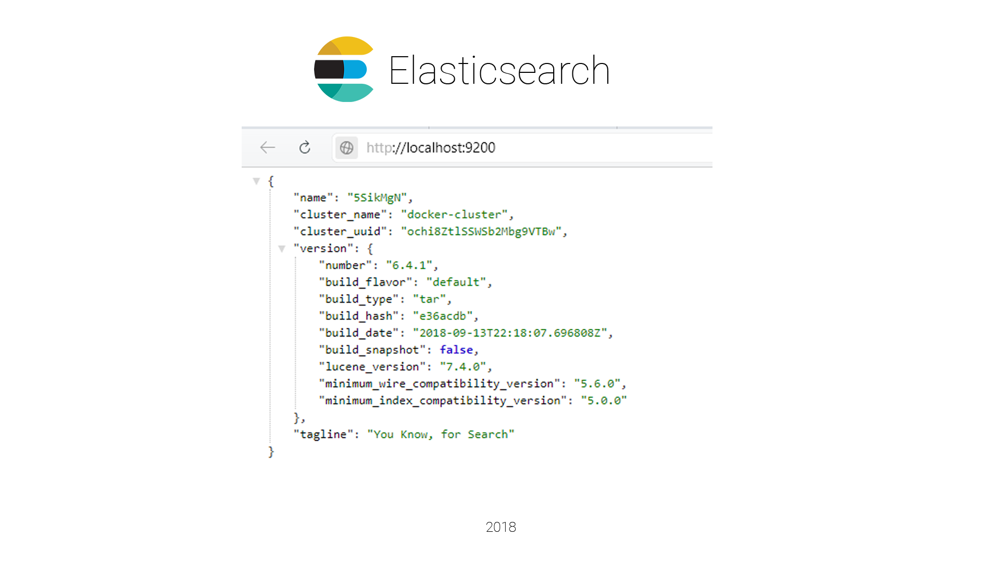 Elasticsearch
http://localhost:9200
{
"name": "5SikMgN",
"cluster_name": "docker-cluster",
"cluster_uuid": "ochi8ZtlSSWSb2Mbg9VTBw",
"version": {
"number": "6.4.1",
"build_flavor": "default",
"build_type": "tar",
"build_hash": "e36acdb",
"build_date": "2018-09-13T22:18:07.696808Z",
"build_snapshot": false,
"lucene_version": "7.4.0",
"minimum_wire_compatibility_version": "5.6.0",
"minimum_index_compatibility_version": "5.0.0"
},
"tagline": "You Know, for Search"
}
2018